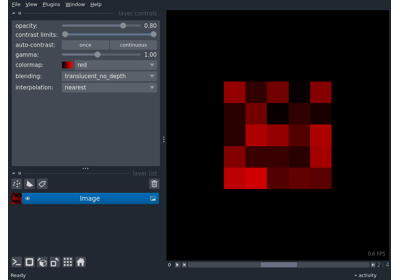 File View Plugins Window Help
layer controls
opacity: 0.80
contrast limits:
auto-contrast: once continuous
gamma: 1.00
colormap: red
blending: translucent_no_depth
interpolation: nearest
layer list
Image
0.6 FPS
0 2 4
Ready activity